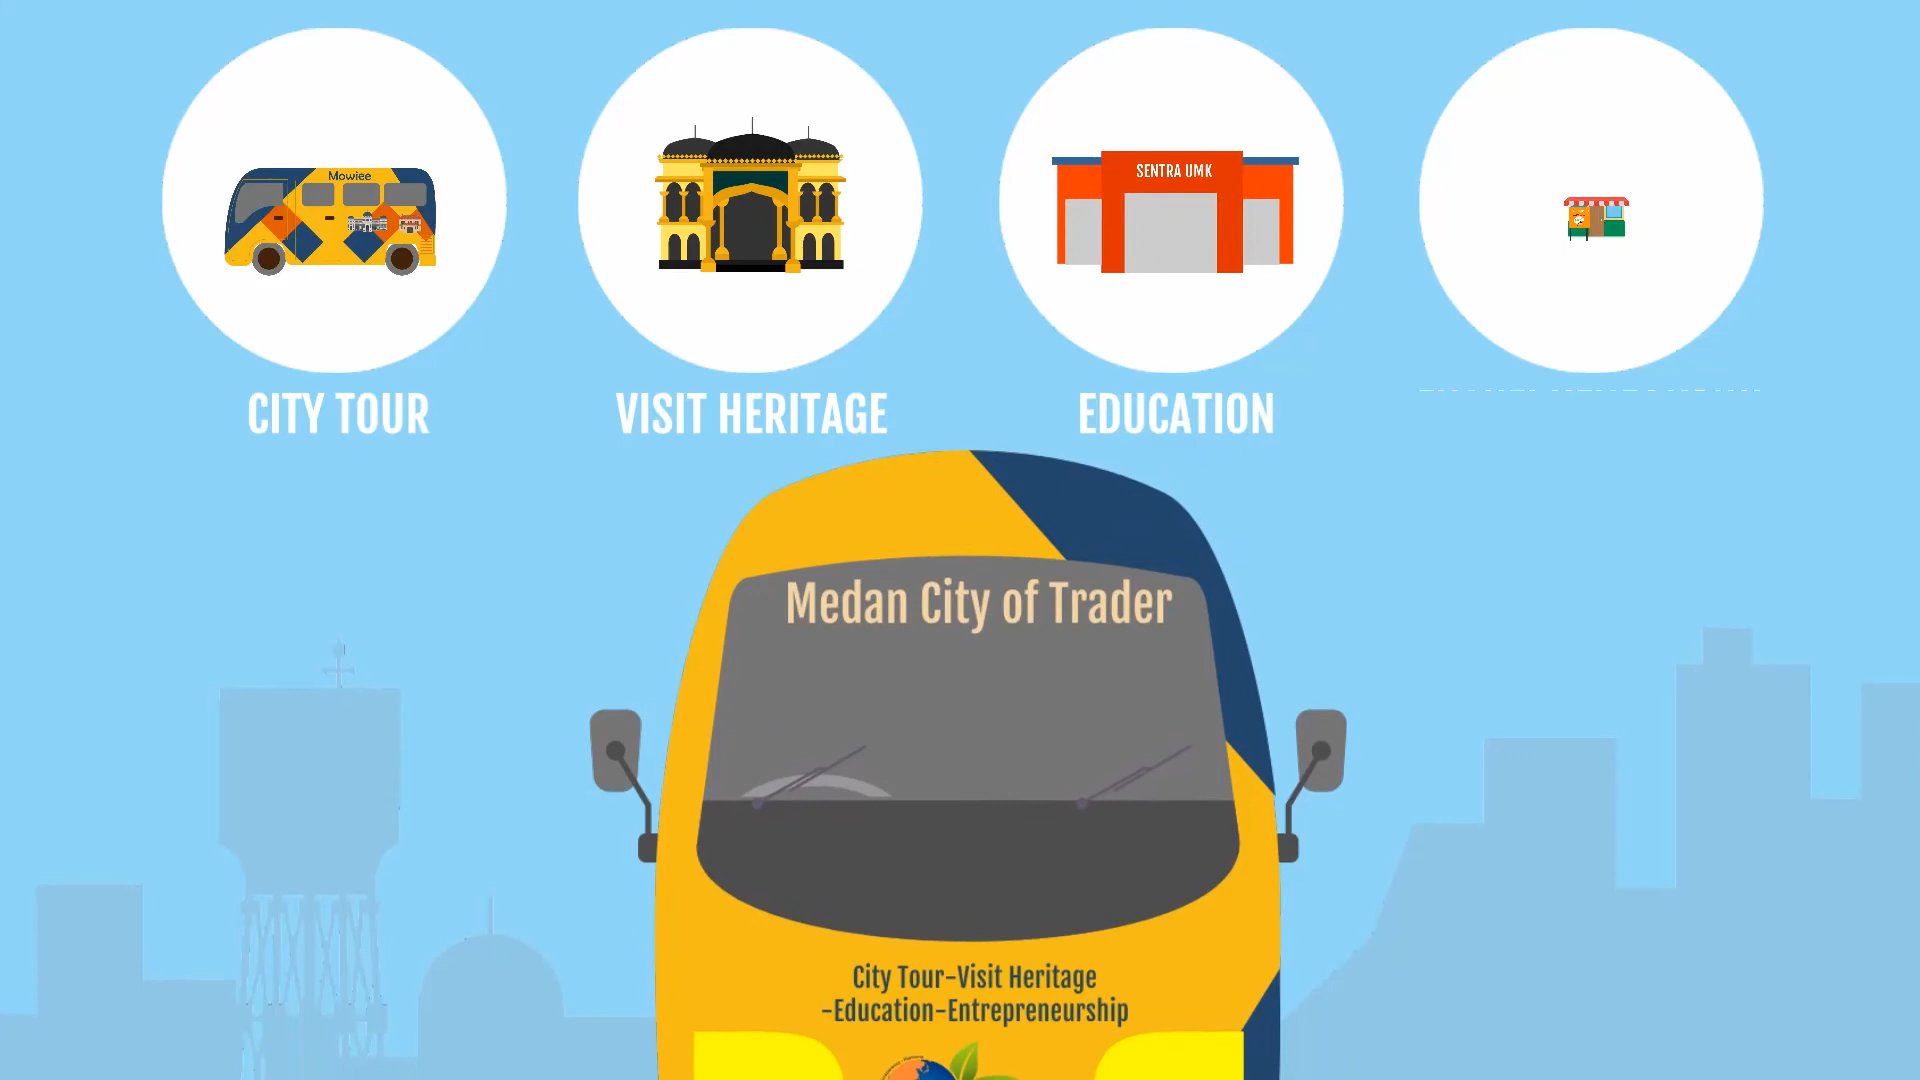 Mowiee
SENTRA UMK
CITY TOUR
VISIT HERITAGE
EDUCATION
Medan City of Trader
City Tour-Visit Heritage
-Education-Entrepreneurship